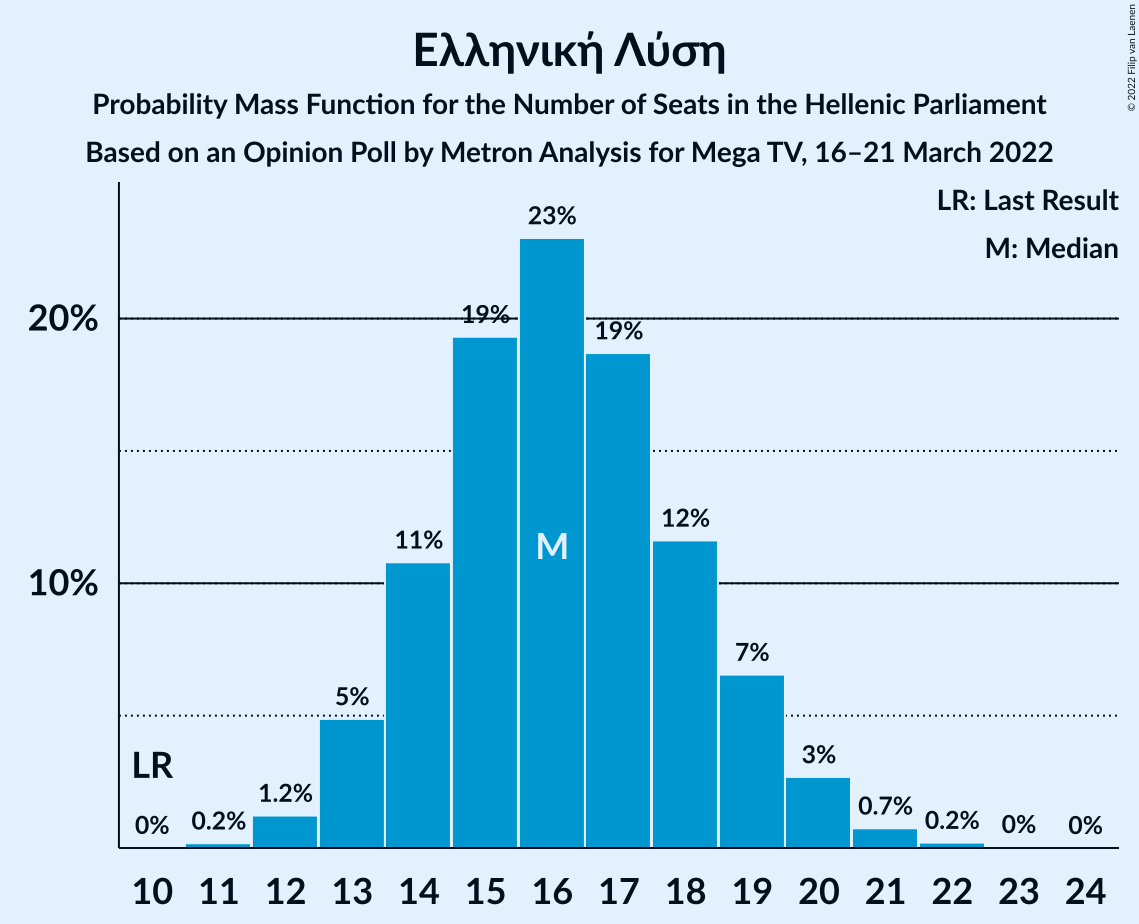 Ελληνική Λύση
Probability Mass Function for the Number of Seats in the Hellenic Parliament
Based on an Opinion Poll by Metron Analysis for Mega TV, 16–21 March 2022
© 2022 Filip van Laenen
LR: Last Result
M: Median
20%
10%
LR
M
0%
0.2%
1.2%
5%
11%
19%
23%
19%
12%
7%
3%
0.7%
0.2%
0%
0%
10 11 12 13 14 15 16 17 18 19 20 21 22 23 24